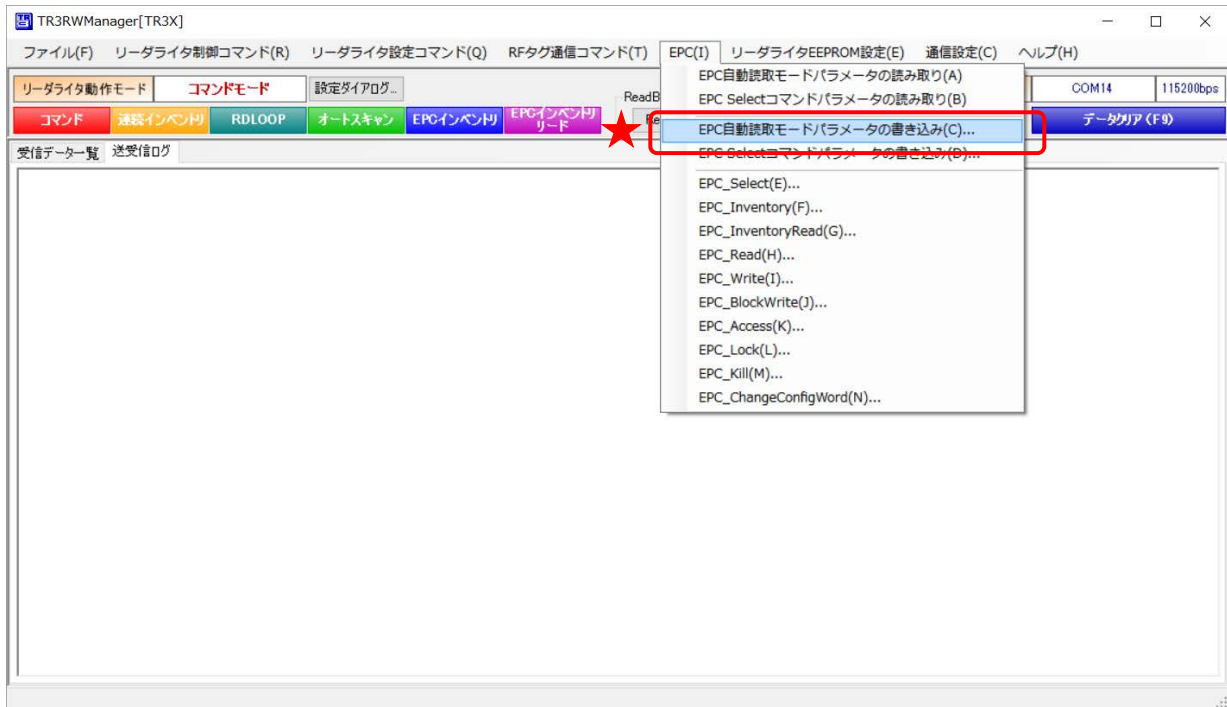 TR3RWManager[TR3X]
ファイル(F) リーダライタ制御コマンド(R) リーダライタ設定コマンド(Q) RFタグ通信コマンド(T) EPC(I) リーダライタEEPROM設定(E) 通信設定(C) ヘルプ(H)
リーダライタ動作モード コマンドモード 設定ダイアログ... ReadB COM14 115200bps
コマンド 連続インベントリ RDLOOP オートスキャン EPCインベントリ EPCインベントリ
リード Re データクリア(F9)
受信データ一覧 送受信ログ
EPC自動読取モードパラメータの読み取り(A)
EPC Selectコマンドパラメータの読み取り(B)
EPC自動読取モードパラメータの書き込み(C)...
EPC Selectコマンドパラメータの書き込み(D)...
EPC_Select(E)...
EPC_Inventory(F)...
EPC_InventoryRead(G)...
EPC_Read(H)...
EPC_Write(I)...
EPC_BlockWrite(J)...
EPC_Access(K)...
EPC_Lock(L)...
EPC_Kill(M)...
EPC_ChangeConfigWord(N)...